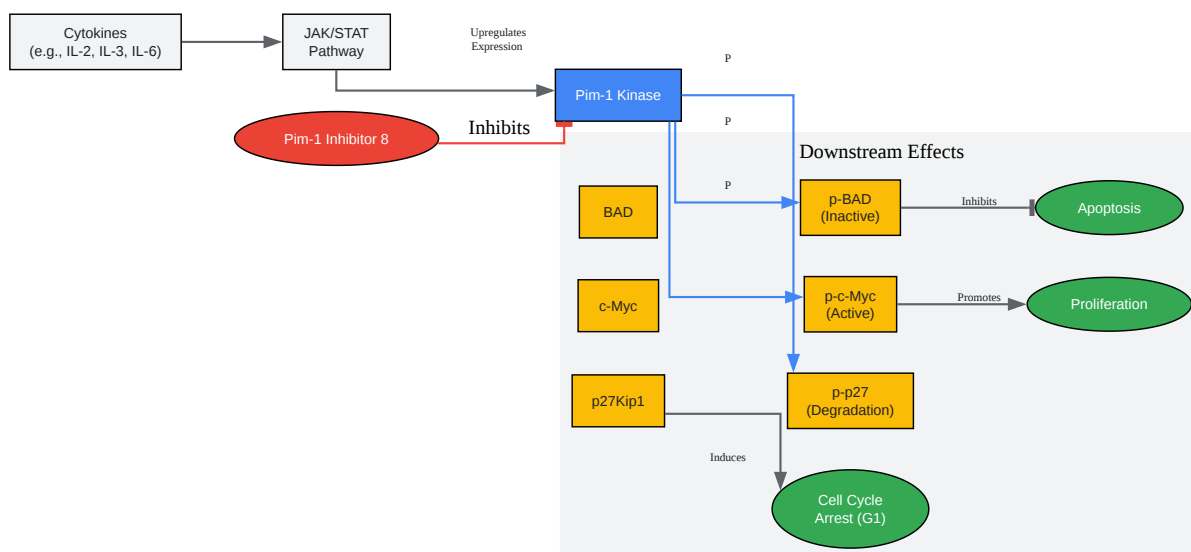 Cytokines
(e.g., IL-2, IL-3, IL-6)
JAK/STAT
Pathway
Upregulates
Expression
P
Pim-1 Kinase
P
Pim-1 Inhibitor 8
Inhibits
Downstream Effects
BAD
P
p-BAD
(Inactive)
Inhibits
Apoptosis
c-Myc
p-c-Myc
(Active)
Promotes
Proliferation
p27Kip1
p-p27
(Degradation)
Induces
Cell Cycle
Arrest (G1)